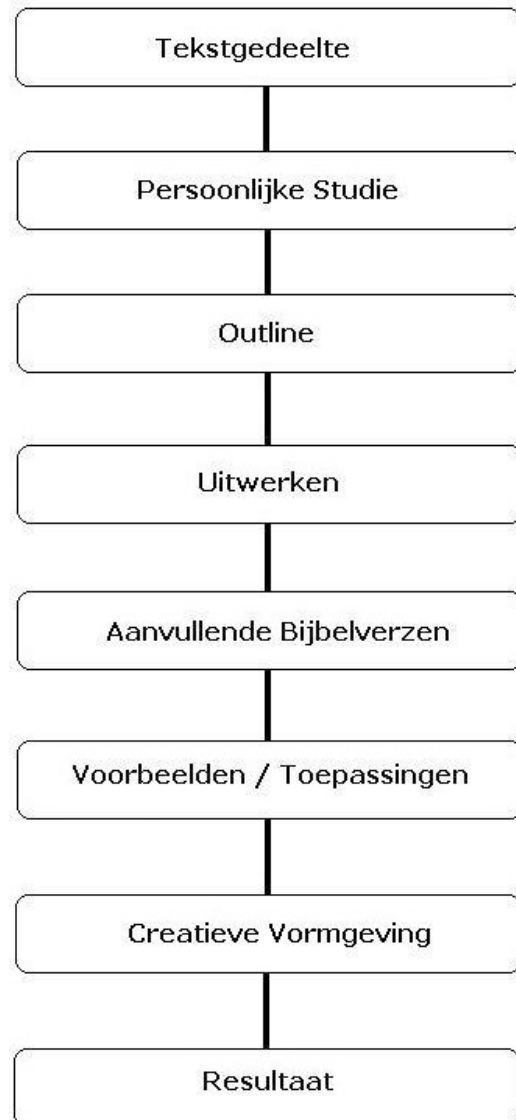 Tekstgedeelte
Persoonlijke Studie
Outline
Uitwerken
Aanvullende Bijbelverzen
Voorbeelden / Toepassingen
Creatieve Vormgeving
Resultaat